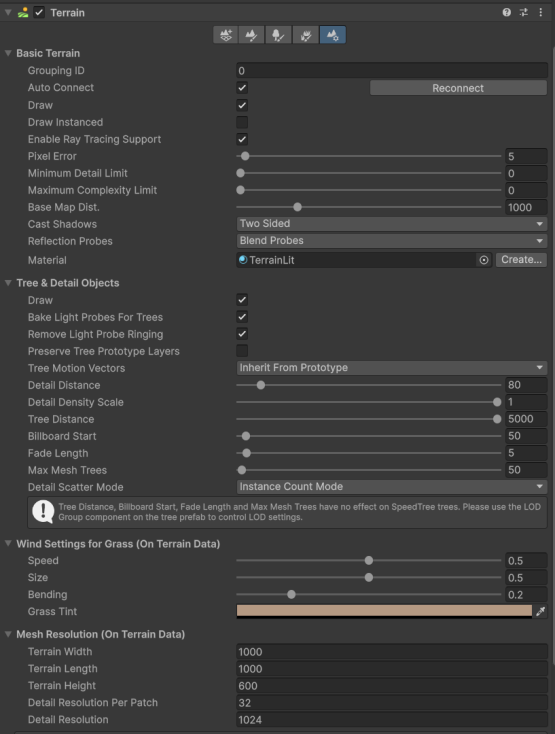 Terrain
Basic Terrain
Grouping ID 0
Auto Connect Reconnect
Draw
Draw Instanced
Enable Ray Tracing Support
Pixel Error 5
Minimum Detail Limit 0
Maximum Complexity Limit 0
Base Map Dist. 1000
Cast Shadows Two Sided
Reflection Probes Blend Probes
Material TerrainLit Create...
Tree & Detail Objects
Draw
Bake Light Probes For Trees
Remove Light Probe Ringing
Preserve Tree Prototype Layers
Tree Motion Vectors Inherit From Prototype
Detail Distance 80
Detail Density Scale 1
Tree Distance 5000
Billboard Start 50
Fade Length 5
Max Mesh Trees 50
Detail Scatter Mode Instance Count Mode
Tree Distance, Billboard Start, Fade Length and Max Mesh Trees have no effect on SpeedTree trees. Please use the LOD
Group component on the tree prefab to control LOD settings.
Wind Settings for Grass (On Terrain Data)
Speed 0.5
Size 0.5
Bending 0.2
Grass Tint
Mesh Resolution (On Terrain Data)
Terrain Width 1000
Terrain Length 1000
Terrain Height 600
Detail Resolution Per Patch 32
Detail Resolution 1024